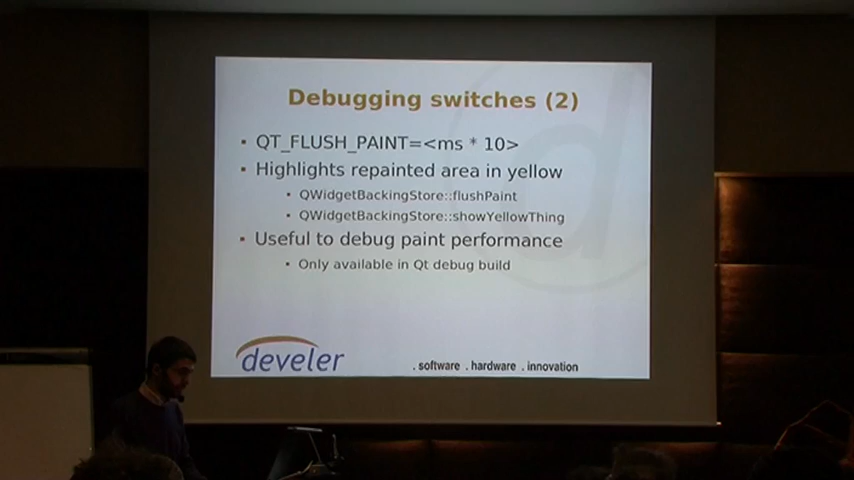 Debugging switches (2)
QT_FLUSH_PAINT=<ms * 10>
Highlights repainted area in yellow
QWidgetBackingStore::flushPaint
QWidgetBackingStore::showYellowThing
Useful to debug paint performance
Only available in Qt debug build
develer
. software . hardware . innovation